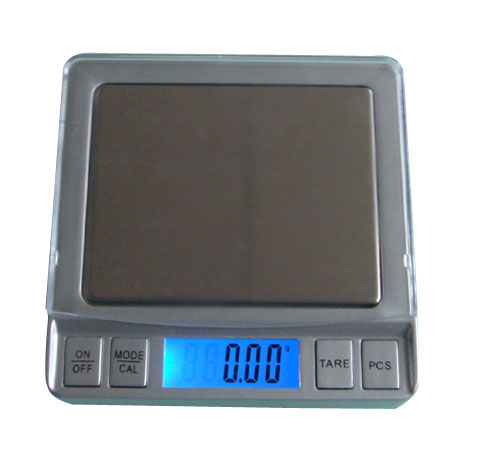 ON
OFF
MODE
CAL
0.00 g
TARE
PCS